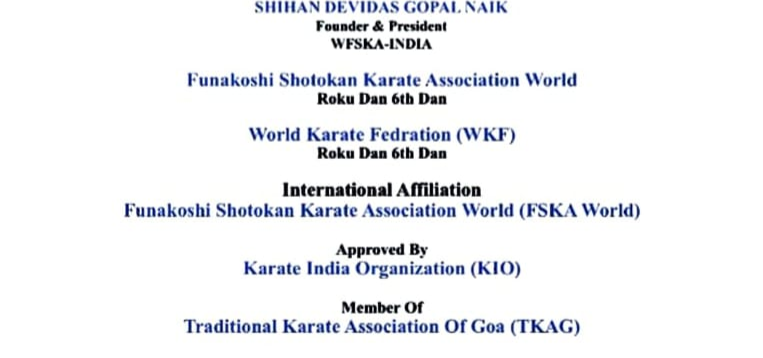 SHIHAN DEVIDAS GOPAL NAIK
Founder & President
WFSKA-INDIA
Funakoshi Shotokan Karate Association World
Roku Dan 6th Dan
World Karate Fedration (WKF)
Roku Dan 6th Dan
International Affiliation
Funakoshi Shotokan Karate Association World (FSKA World)
Approved By
Karate India Organization (KIO)
Member Of
Traditional Karate Association Of Goa (TKAG)